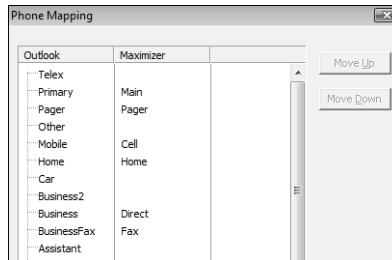 Phone Mapping
Outlook Maximizer
Move Up
Telex
Primary Main
Move Down
Pager Pager
Other
Mobile Cell
Home Home
Car
Business2
Business Direct
BusinessFax Fax
Assistant